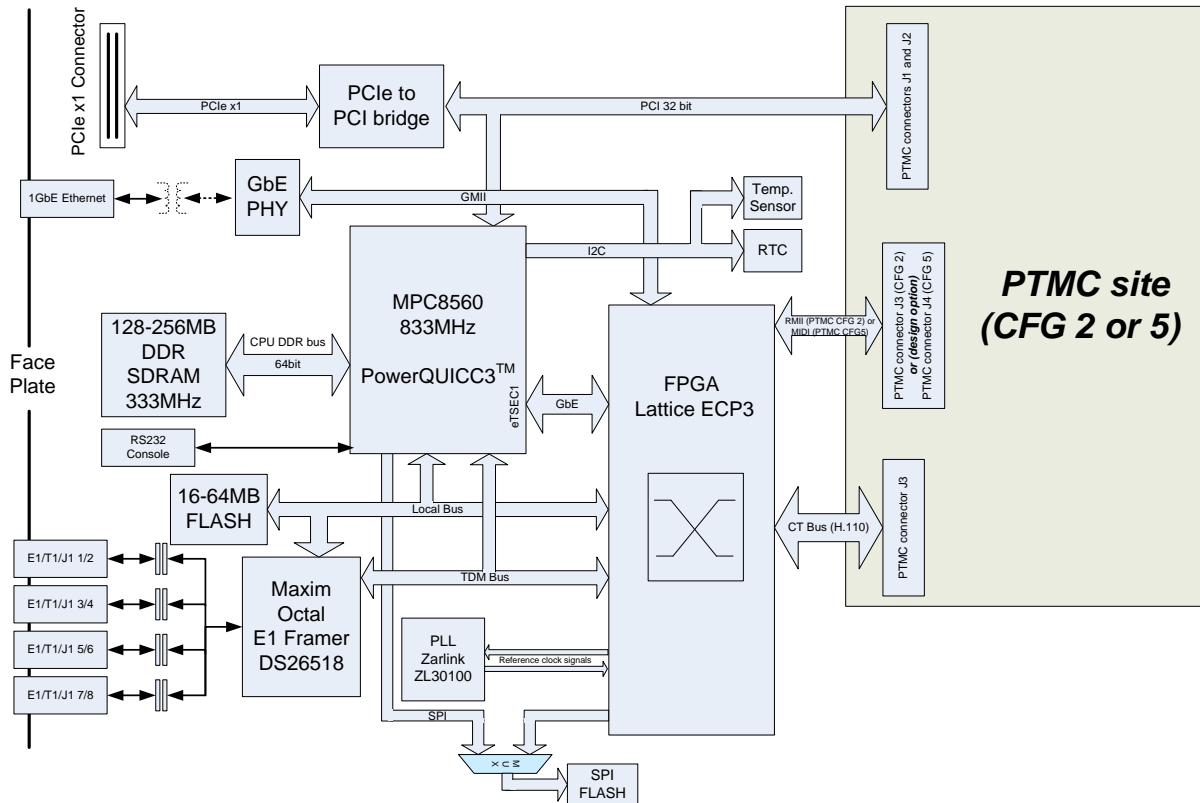 PCIe x1 Connector
PCIe x1
PCIe to
PCI bridge
PCI 32 bit
PTMC connectors J1 and J2
1GbE Ethernet
GbE
PHY
GMII
Temp.
Sensor
I2C
RTC
MPC8560
833MHz
PowerQUICC3™
eTSEC1
128-256MB
DDR
SDRAM
333MHz
CPU DDR bus
64bit
Face
Plate
RS232
Console
GbE
FPGA
Lattice ECP3
RMII (PTMC CFG 2) or
MIDI (PTMC CFG5)
PTMC connector J3 (CFG 2)
or (design option)
PTMC connector J4 (CFG 5)
PTMC site
(CFG 2 or 5)
16-64MB
FLASH
Local Bus
CT Bus (H.110)
PTMC connector J3
E1/T1/J1 1/2
E1/T1/J1 3/4
E1/T1/J1 5/6
E1/T1/J1 7/8
Maxim
Octal
E1 Framer
DS26518
TDM Bus
PLL
Zarlink
ZL30100
Reference clock signals
SPI
MUX
SPI
FLASH